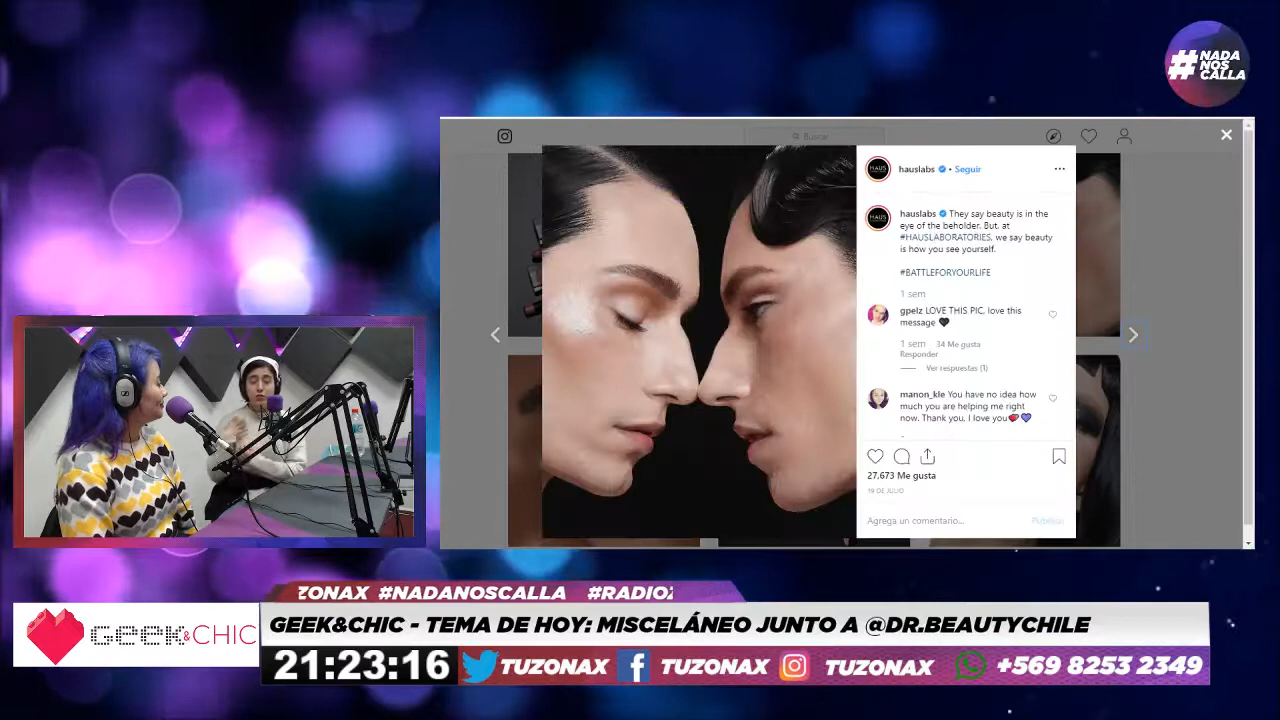 #NADA
NOS
CALLA
Buscar
hauslabs • Seguir
hauslabs They say beauty is in the
eye of the beholder. But, at
#HAUSLABORATORIES, we say beauty
is how you see yourself.
#BATTLEFORYOURLIFE
1 sem
gpelz LOVE THIS PIC, love this
message 🖤
1 sem 34 Me gusta
Responder
Ver respuestas (1)
manon_kle You have no idea how
much you are helping me right
now. Thank you, I love you💕💜
27,673 Me gusta
19 DE JULIO
Agrega un comentario...
Publicar
ZONAX #NADANOSCALLA #RADIOZ
GEEK&CHIC
GEEK&CHIC - TEMA DE HOY: MISCELÁNEO JUNTO A @DR.BEAUTYCHILE
21:23:16 TUZONAX TUZONAX TUZONAX +569 8253 2349